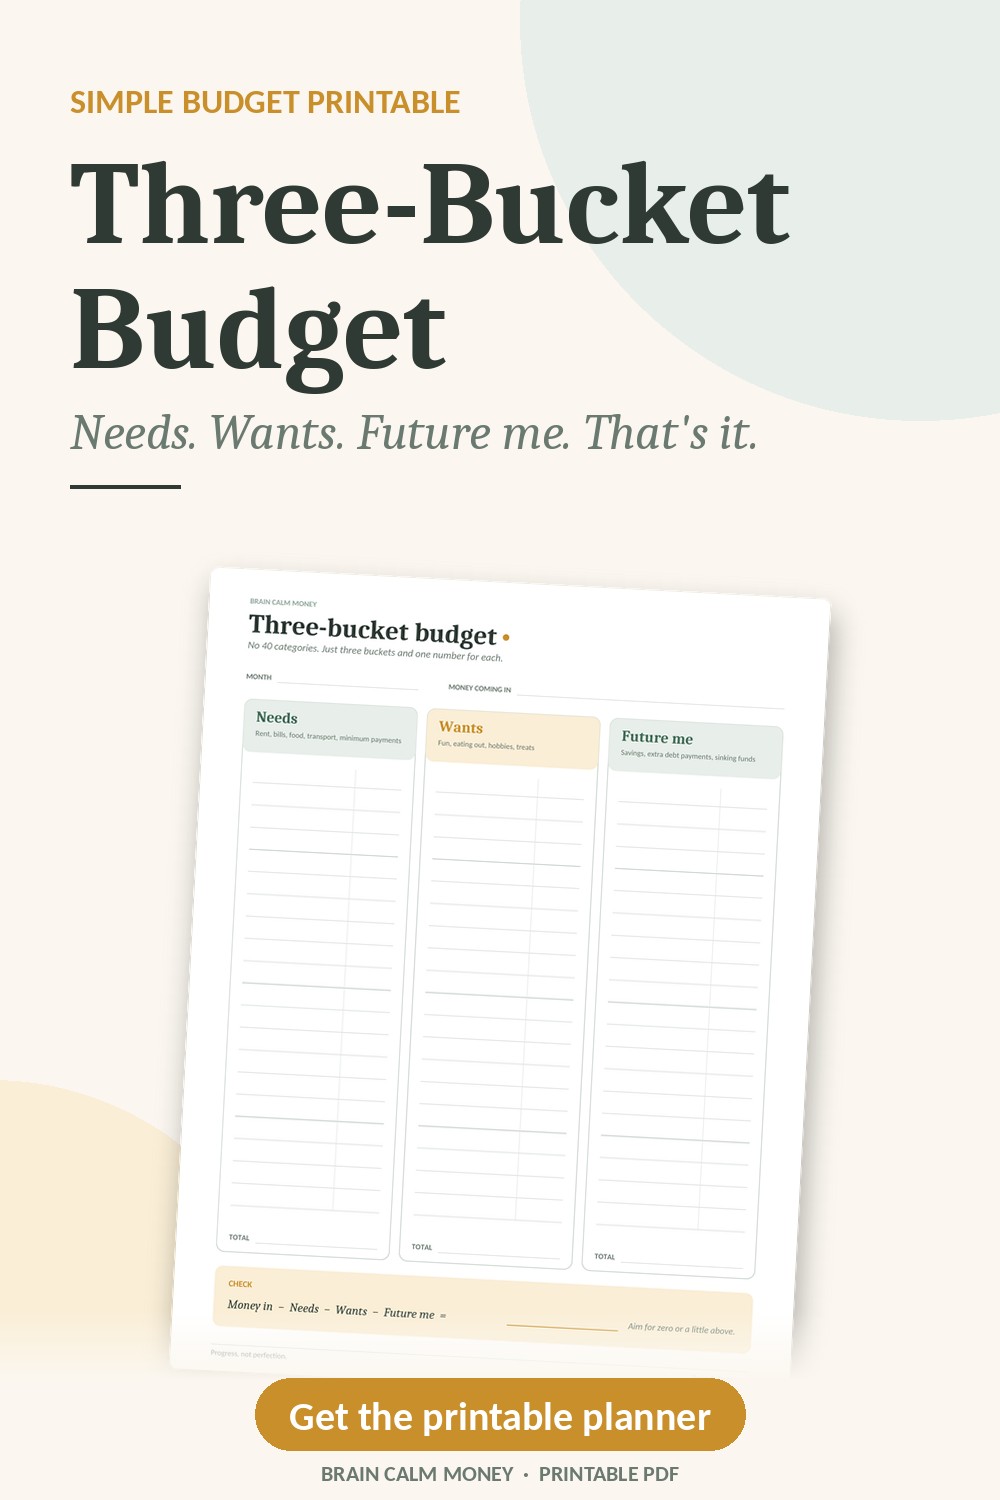 SIMPLE BUDGET PRINTABLE
Three-Bucket
Budget
Needs. Wants. Future me. That's it.
BRAIN CALM MONEY
Three-bucket budget •
No 40 categories. Just three buckets and one number for each.
MONTH
MONEY COMING IN
Needs
Rent, bills, food, transport, minimum payments
Wants
Fun, eating out, hobbies, treats
Future me
Savings, extra debt payments, sinking funds
TOTAL
TOTAL
TOTAL
CHECK
Money in – Needs – Wants – Future me =
Aim for zero or a little above.
Progress, not perfection.
Get the printable planner
BRAIN CALM MONEY · PRINTABLE PDF